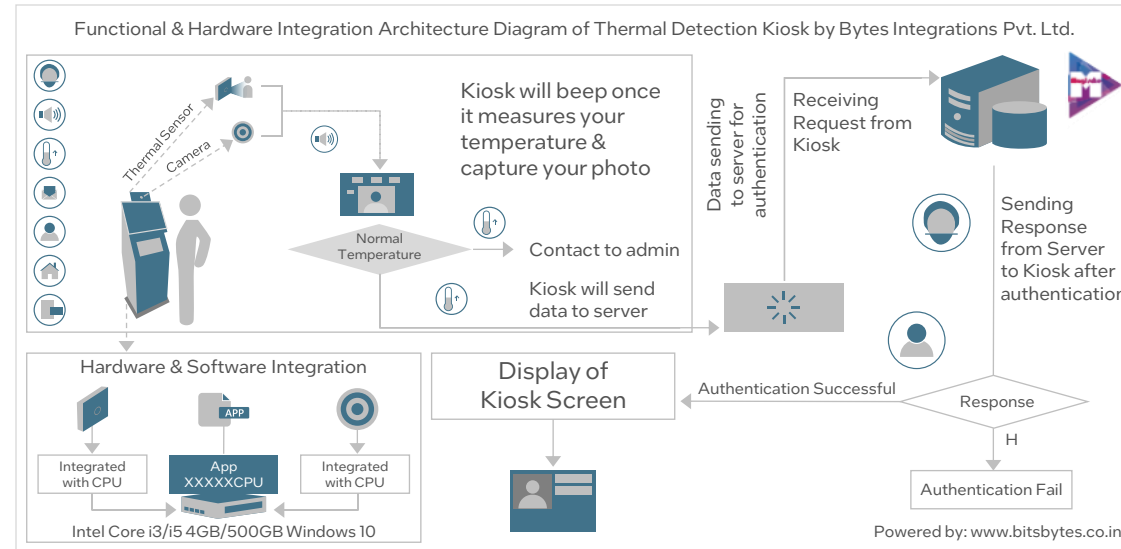 Functional & Hardware Integration Architecture Diagram of Thermal Detection Kiosk by Bytes Integrations Pvt. Ltd.
Thermal Sensor
Camera
Kiosk will beep once
it measures your
temperature &
capture your photo
Normal
Temperature
Contact to admin
Kiosk will send
data to server
Data sending
to server for
authentication
Receiving
Request from
Kiosk
M
Sending
Response
from Server
to Kiosk after
authentication
Hardware & Software Integration
APP
Integrated
with CPU
App
XXXXXCPU
Integrated
with CPU
Intel Core i3/i5 4GB/500GB Windows 10
Display of
Kiosk Screen
Authentication Successful
Response
H
Authentication Fail
Powered by: www.bitsbytes.co.in